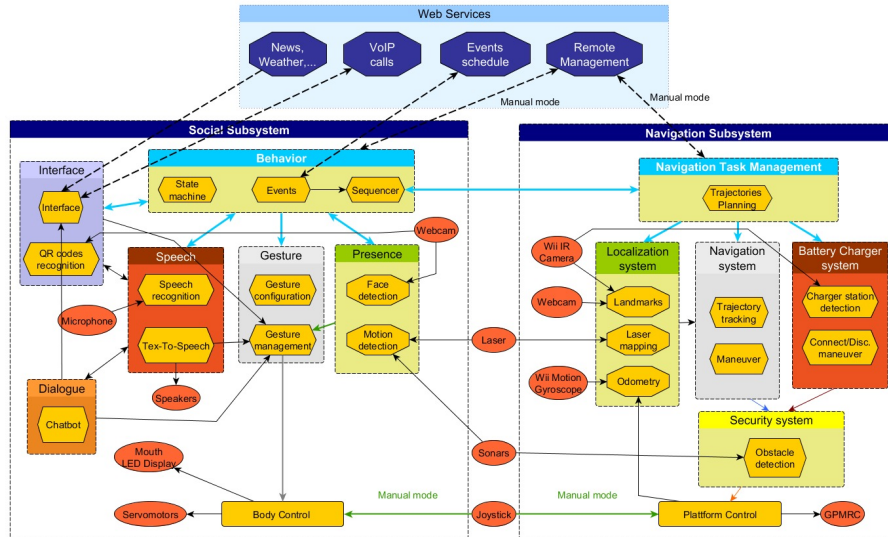 Web Services
News,
Weather,...
VoIP
calls
Events
schedule
Remote
Management
Manual mode
Manual mode
Social Subsystem
Navigation Subsystem
Interface
Behavior
State
machine
Events
Sequencer
Interface
QR codes
recognition
Navigation Task Management
Trajectories
Planning
Webcam
Speech
Speech
recognition
Tex-To-Speech
Gesture
Gesture
configuration
Gesture
management
Presence
Face
detection
Motion
detection
Microphone
Speakers
Dialogue
Chatbot
Wii IR
Camera
Webcam
Laser
Wii Motion
Gyroscope
Localization
system
Landmarks
Laser
mapping
Odometry
Navigation
system
Trajectory
tracking
Maneuver
Battery Charger
system
Charger station
detection
Connect/Disc.
maneuver
Security system
Obstacle
detection
Mouth
LED Display
Sonars
Servomotors
Body Control
Manual mode
Joystick
Manual mode
Plattform Control
GPMRC